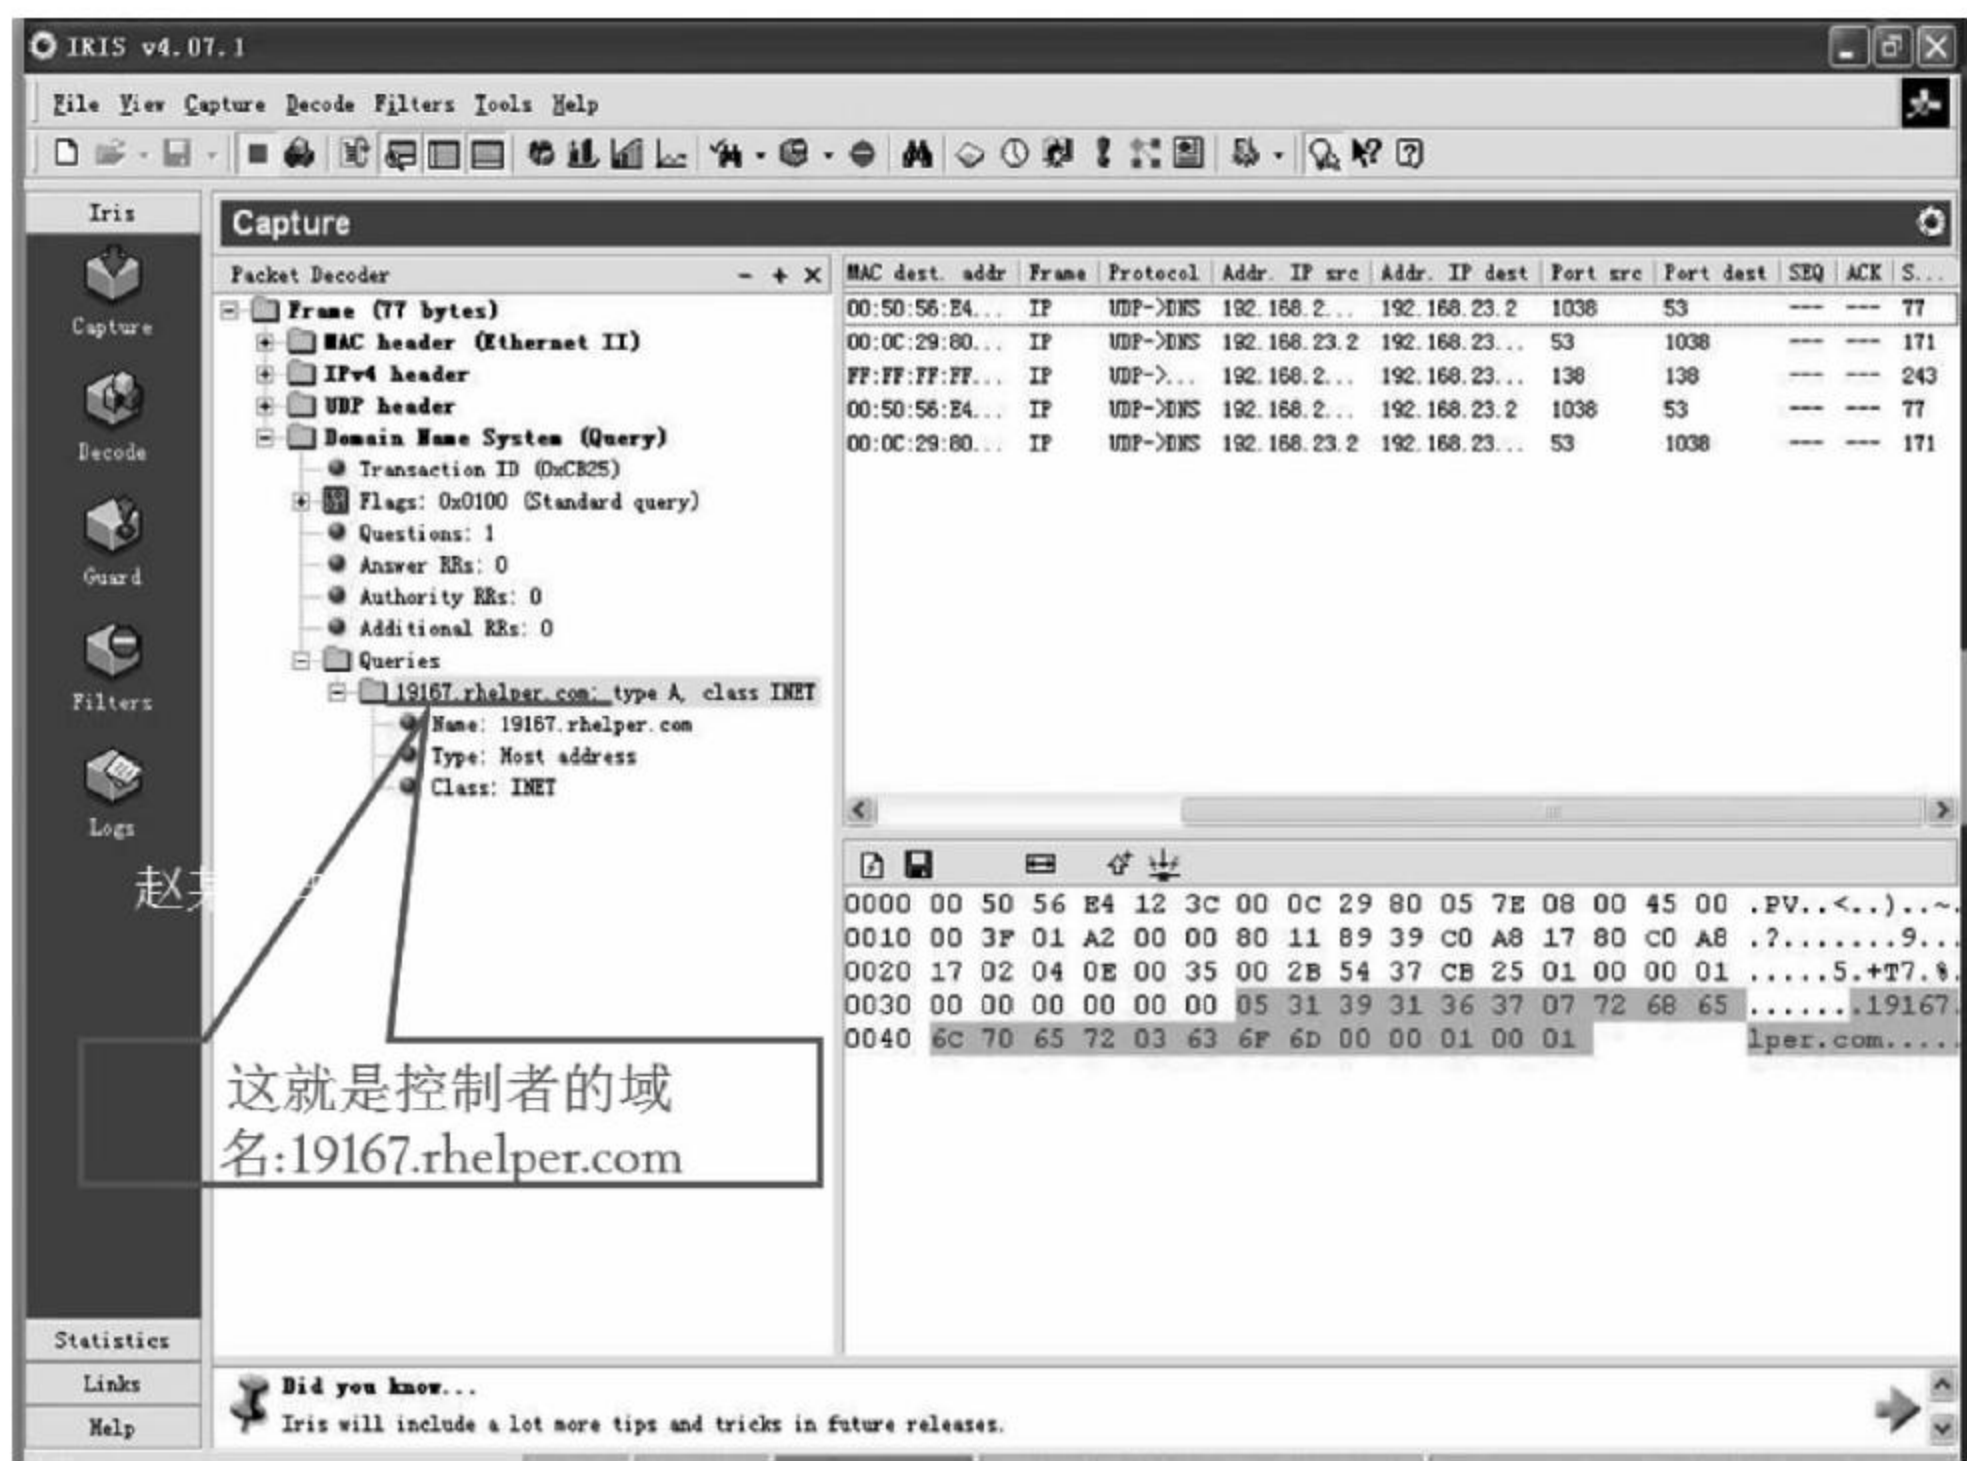 IRIS v4.07.1
File View Capture Decode Filters Tools Help
Iris
Capture
Decode
Guard
Filters
Logs
Statistics
Links
Help
Capture
Packet Decoder
Frame (77 bytes)
MAC header (Ethernet II)
IPv4 header
UDP header
Domain Name System (Query)
Transaction ID (0xCB25)
Flags: 0x0100 (Standard query)
Questions: 1
Answer RRs: 0
Authority RRs: 0
Additional RRs: 0
Queries
19167.rhelper.com: type A, class INET
Name: 19167.rhelper.com
Type: Host address
Class: INET
赵
这就是控制者的域
名:19167.rhelper.com
MAC dest. addr Frame Protocol Addr. IP src Addr. IP dest Port src Port dest SEQ ACK S...
00:50:56:E4... IP UDP->DNS 192.168.2... 192.168.23.2 1038 53 --- --- 77
00:0C:29:80... IP UDP->DNS 192.168.23.2 192.168.23... 53 1038 --- --- 171
FF:FF:FF:FF... IP UDP->... 192.168.2... 192.168.23... 138 138 --- --- 243
00:50:56:E4... IP UDP->DNS 192.168.2... 192.168.23.2 1038 53 --- --- 77
00:0C:29:80... IP UDP->DNS 192.168.23.2 192.168.23... 53 1038 --- --- 171
0000 00 50 56 E4 12 3C 00 0C 29 80 05 7E 08 00 45 00 .PV..<..)..~.
0010 00 3F 01 A2 00 00 80 11 89 39 C0 A8 17 80 C0 A8 .?.......9...
0020 17 02 04 0E 00 35 00 2B 54 37 CB 25 01 00 00 01 .....5.+T7.%.
0030 00 00 00 00 00 00 05 31 39 31 36 37 07 72 68 65 .......19167.
0040 6C 70 65 72 03 63 6F 6D 00 00 01 00 01 lper.com.....
Did you know...
Iris will include a lot more tips and tricks in future releases.